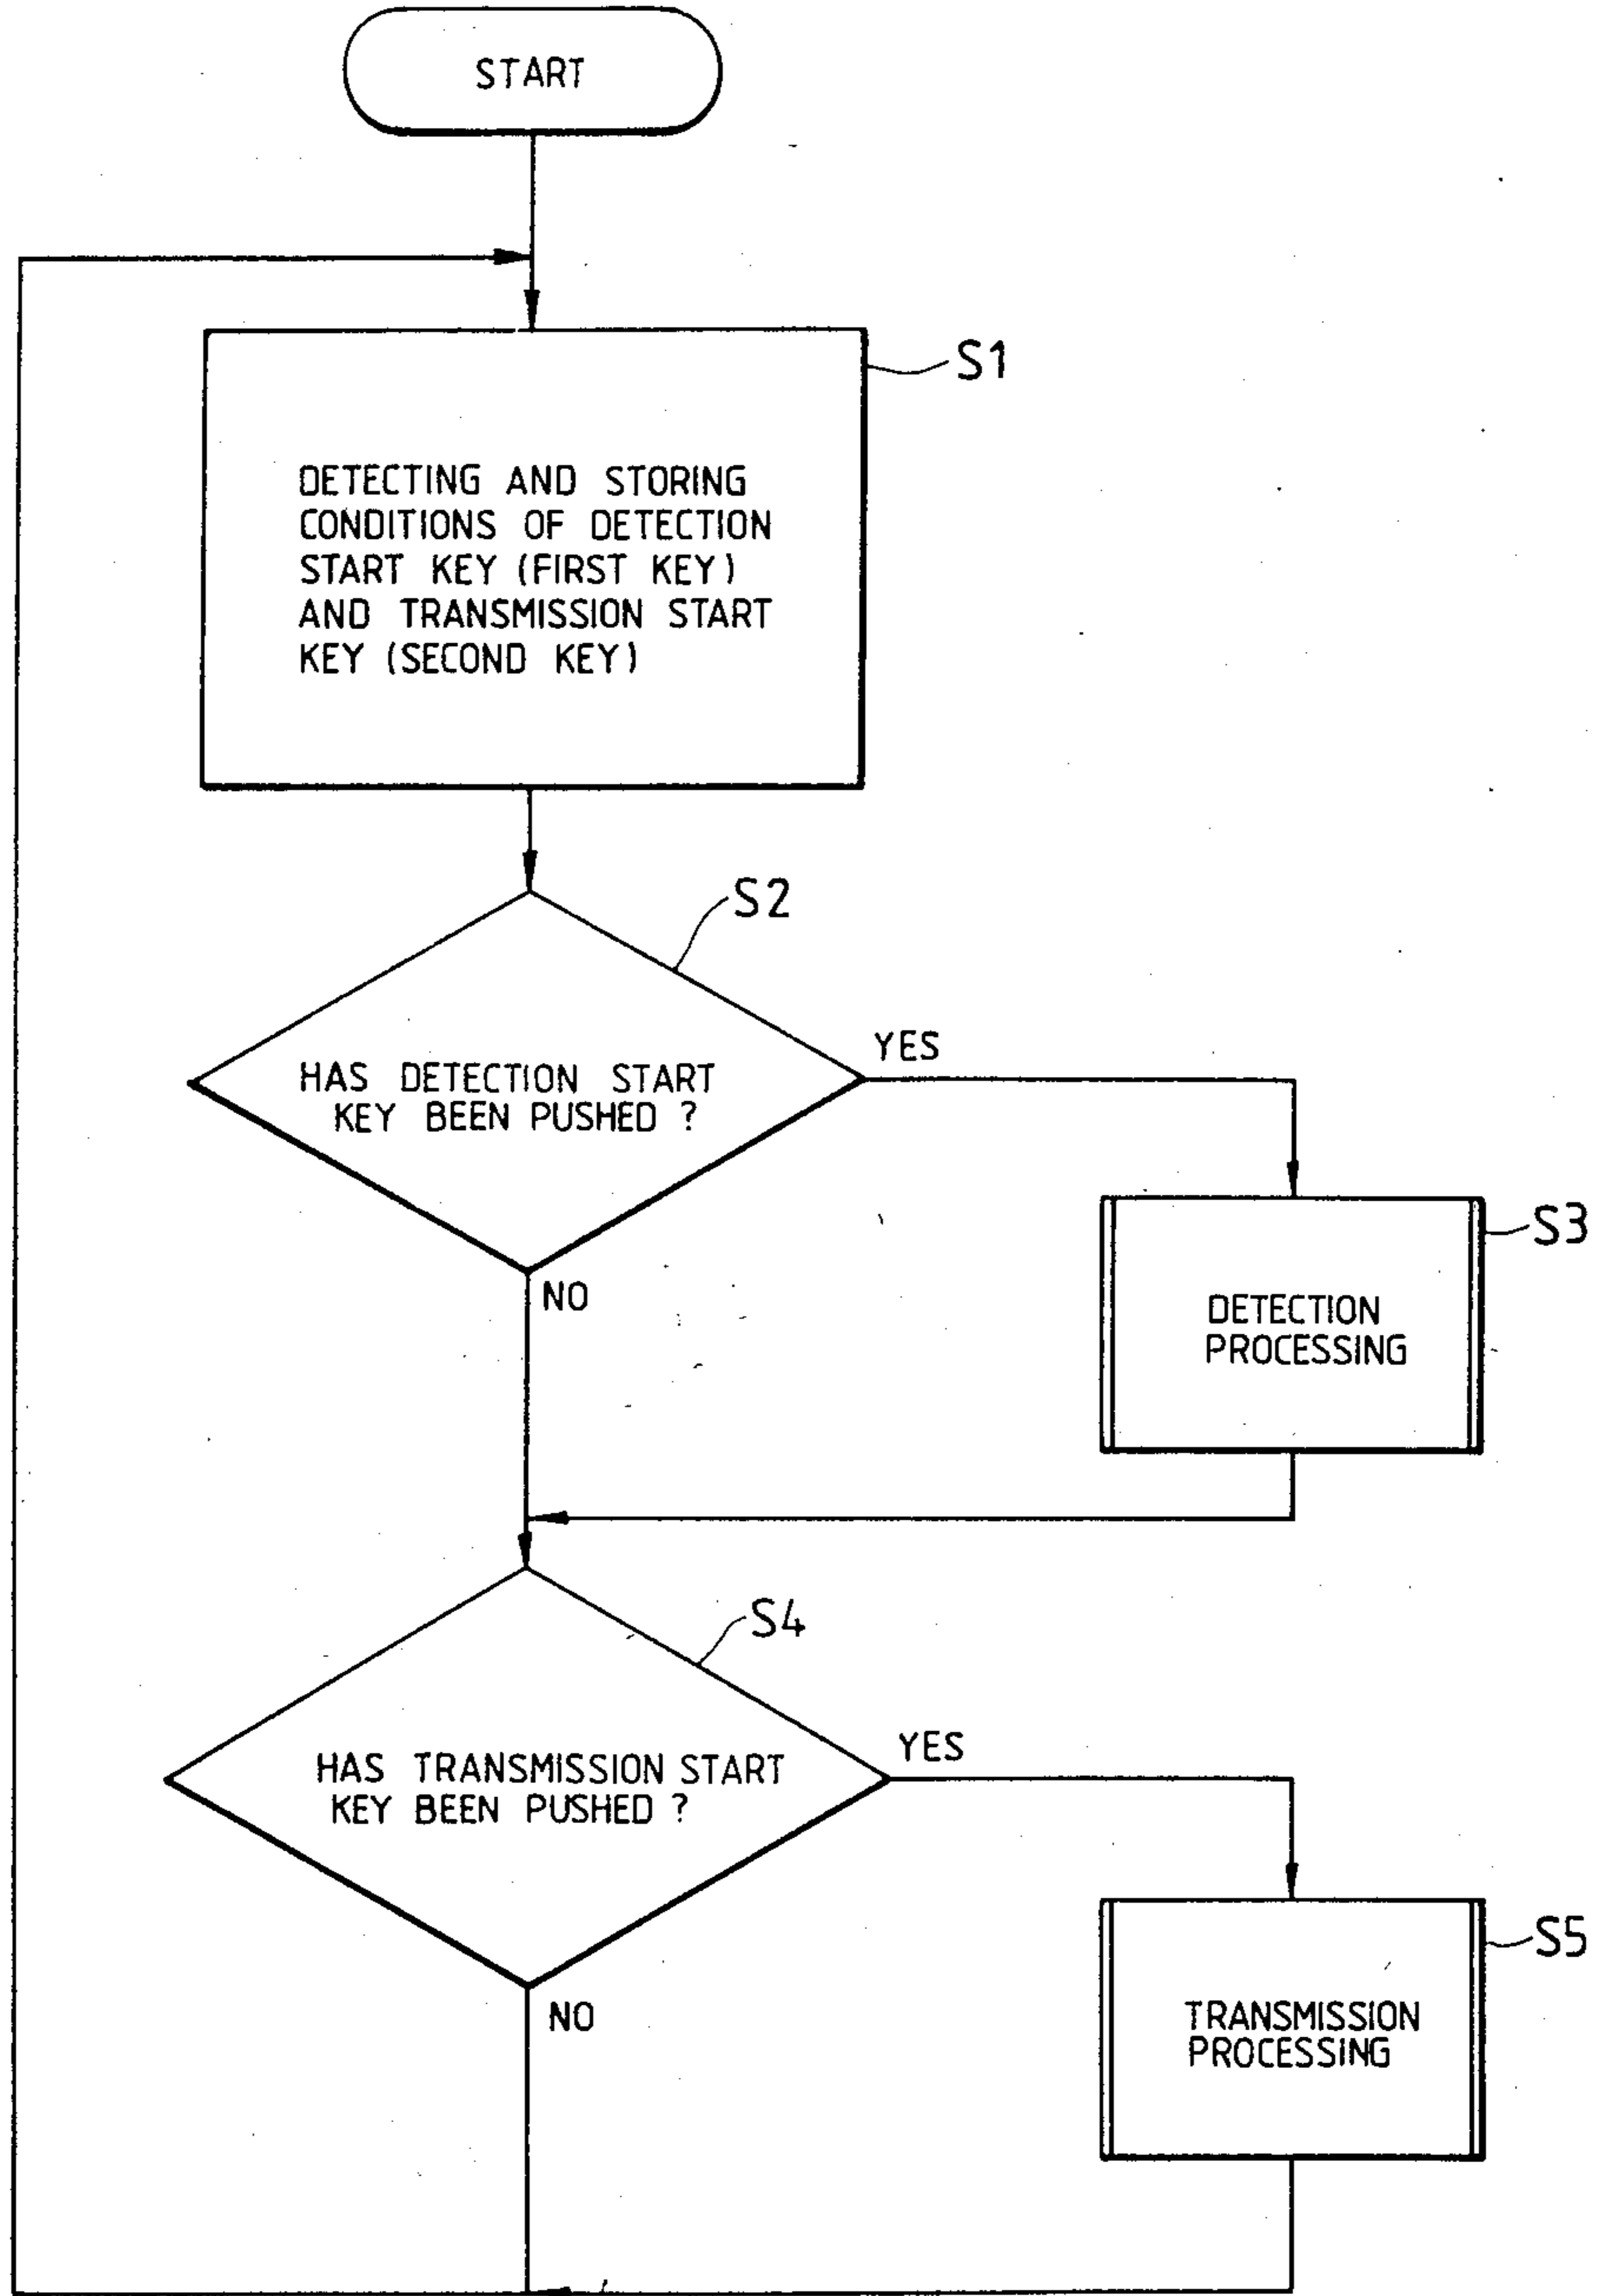 START
S1
DETECTING AND STORING
CONDITIONS OF DETECTION
START KEY (FIRST KEY)
AND TRANSMISSION START
KEY (SECOND KEY)
S2
YES
HAS DETECTION START
KEY BEEN PUSHED ?
NO
S3
DETECTION
PROCESSING
S4
YES
HAS TRANSMISSION START
KEY BEEN PUSHED ?
NO
S5
TRANSMISSION
PROCESSING